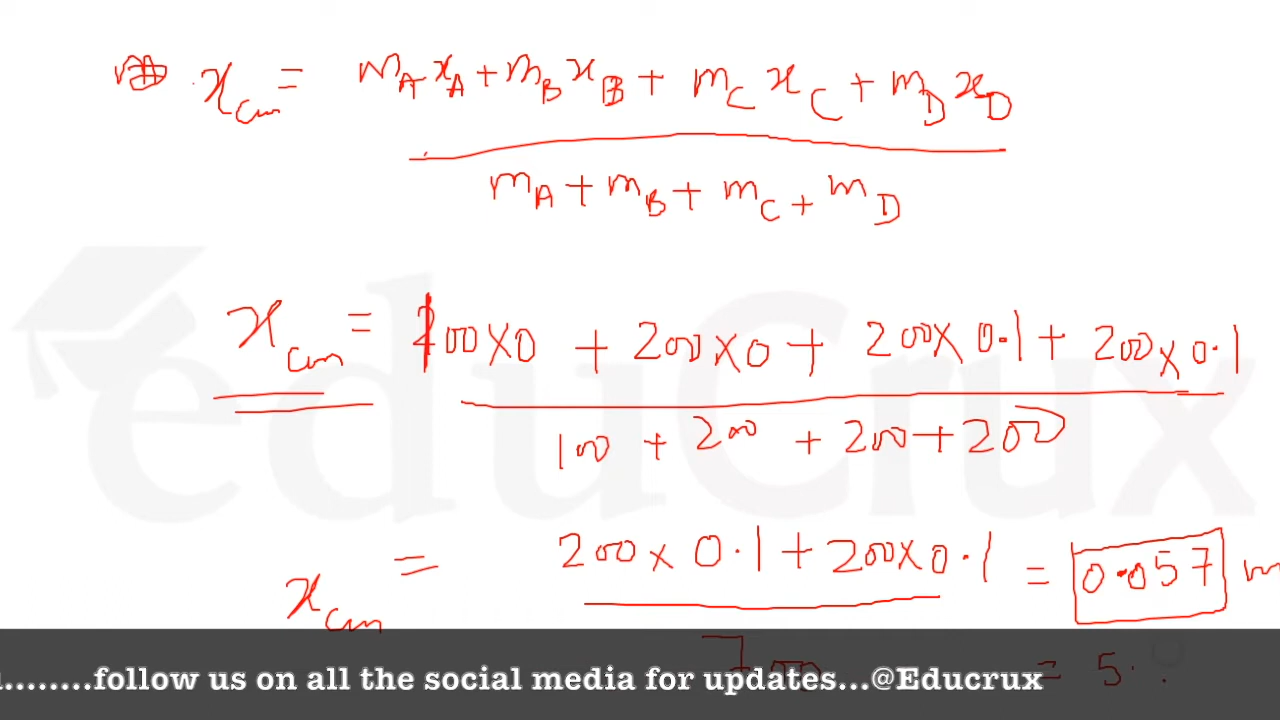 x_cm = m_A x_A + m_B x_B + m_C x_C + m_D x_D
m_A + m_B + m_C + m_D
x_cm = 100×0 + 200×0 + 200×0.1 + 200×0.1
100 + 200 + 200 + 200
x_cm = 200×0.1 + 200×0.1 = 0.057 m
700 = 5.
eduCrux
........follow us on all the social media for updates...@Educrux